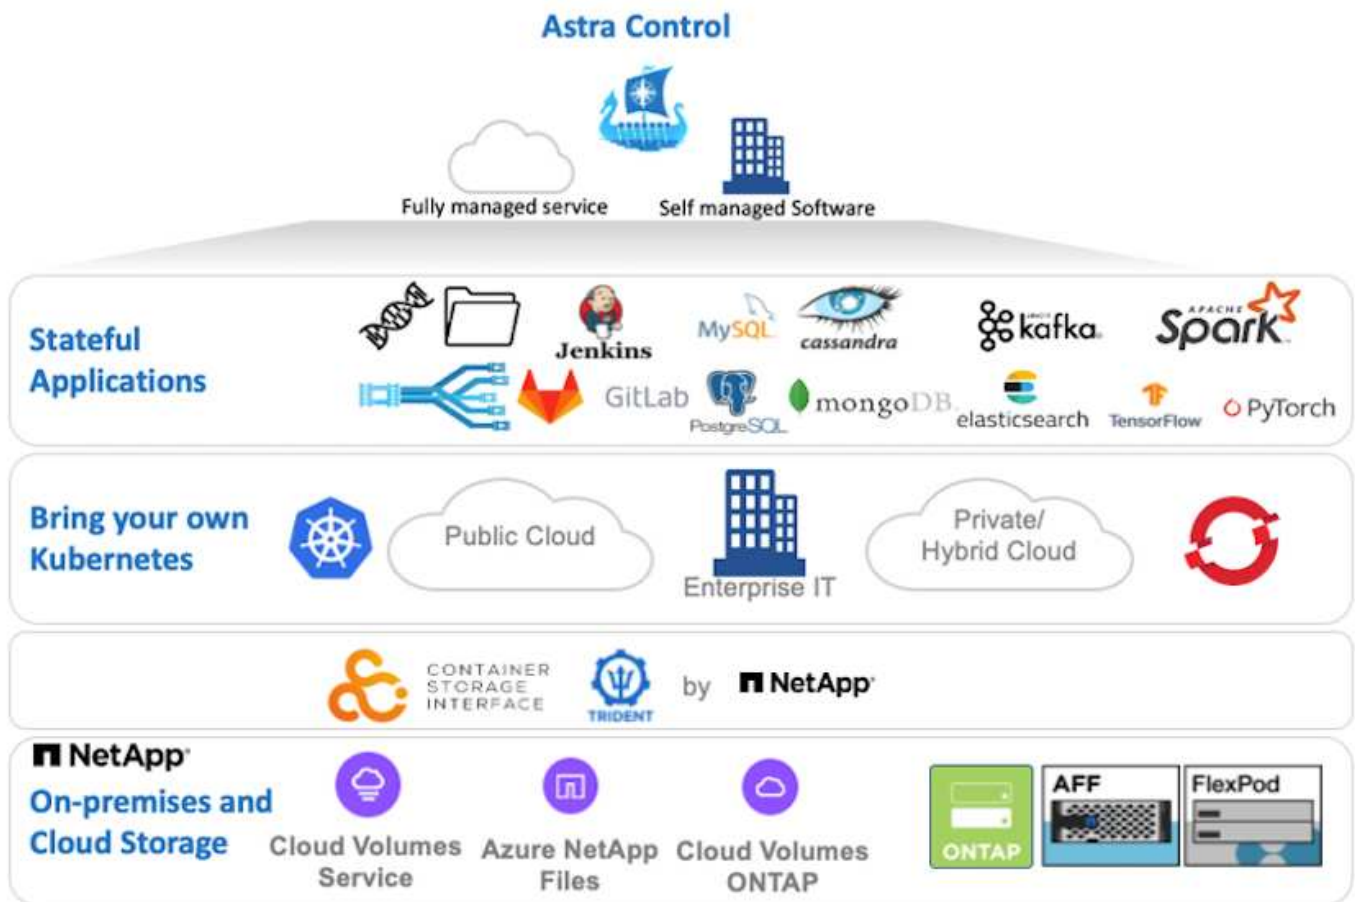 Astra Control
Fully managed service
Self managed Software
Stateful
Applications
Jenkins
MySQL
cassandra
kafka
APACHE
Spark
GitLab
PostgreSQL
mongoDB
elasticsearch
TensorFlow
PyTorch
Bring your own
Kubernetes
Public Cloud
Enterprise IT
Private/
Hybrid Cloud
CONTAINER
STORAGE
INTERFACE
TRIDENT
by
NetApp
NetApp
On-premises and
Cloud Storage
Cloud Volumes
Service
Azure NetApp
Files
Cloud Volumes
ONTAP
ONTAP
AFF
FlexPod